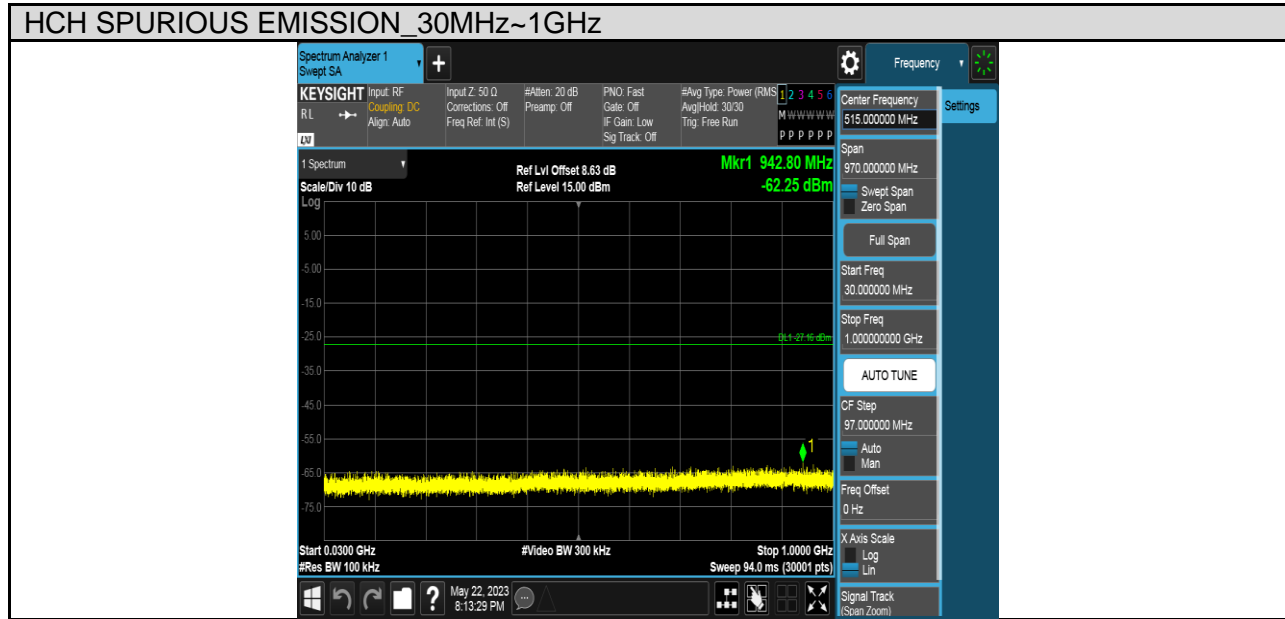 HCH SPURIOUS EMISSION_30MHz~1GHz
Spectrum Analyzer 1
Swept SA
+
Frequency
KEYSIGHT
RL
LXI
Input: RF
Coupling: DC
Align: Auto
Input Z: 50 Ω
Corrections: Off
Freq Ref: Int (S)
#Atten: 20 dB
Preamp: Off
PNO: Fast
Gate: Off
IF Gain: Low
Sig Track: Off
#Avg Type: Power (RMS
Avg|Hold: 30/30
Trig: Free Run
1 2 3 4 5 6
M W W W W W
P P P P P P
1 Spectrum
Scale/Div 10 dB
Ref Lvl Offset 8.63 dB
Ref Level 15.00 dBm
Mkr1 942.80 MHz
-62.25 dBm
Log
5.00
-5.00
-15.0
-25.0
DL1 -27.16 dBm
-35.0
-45.0
-55.0
1
-65.0
-75.0
Start 0.0300 GHz
#Res BW 100 kHz
#Video BW 300 kHz
Stop 1.0000 GHz
Sweep 94.0 ms (30001 pts)
?
May 22, 2023
8:13:29 PM
Center Frequency
515.000000 MHz
Settings
Span
970.000000 MHz
Swept Span
Zero Span
Full Span
Start Freq
30.000000 MHz
Stop Freq
1.000000000 GHz
AUTO TUNE
CF Step
97.000000 MHz
Auto
Man
Freq Offset
0 Hz
X Axis Scale
Log
Lin
Signal Track
(Span Zoom)